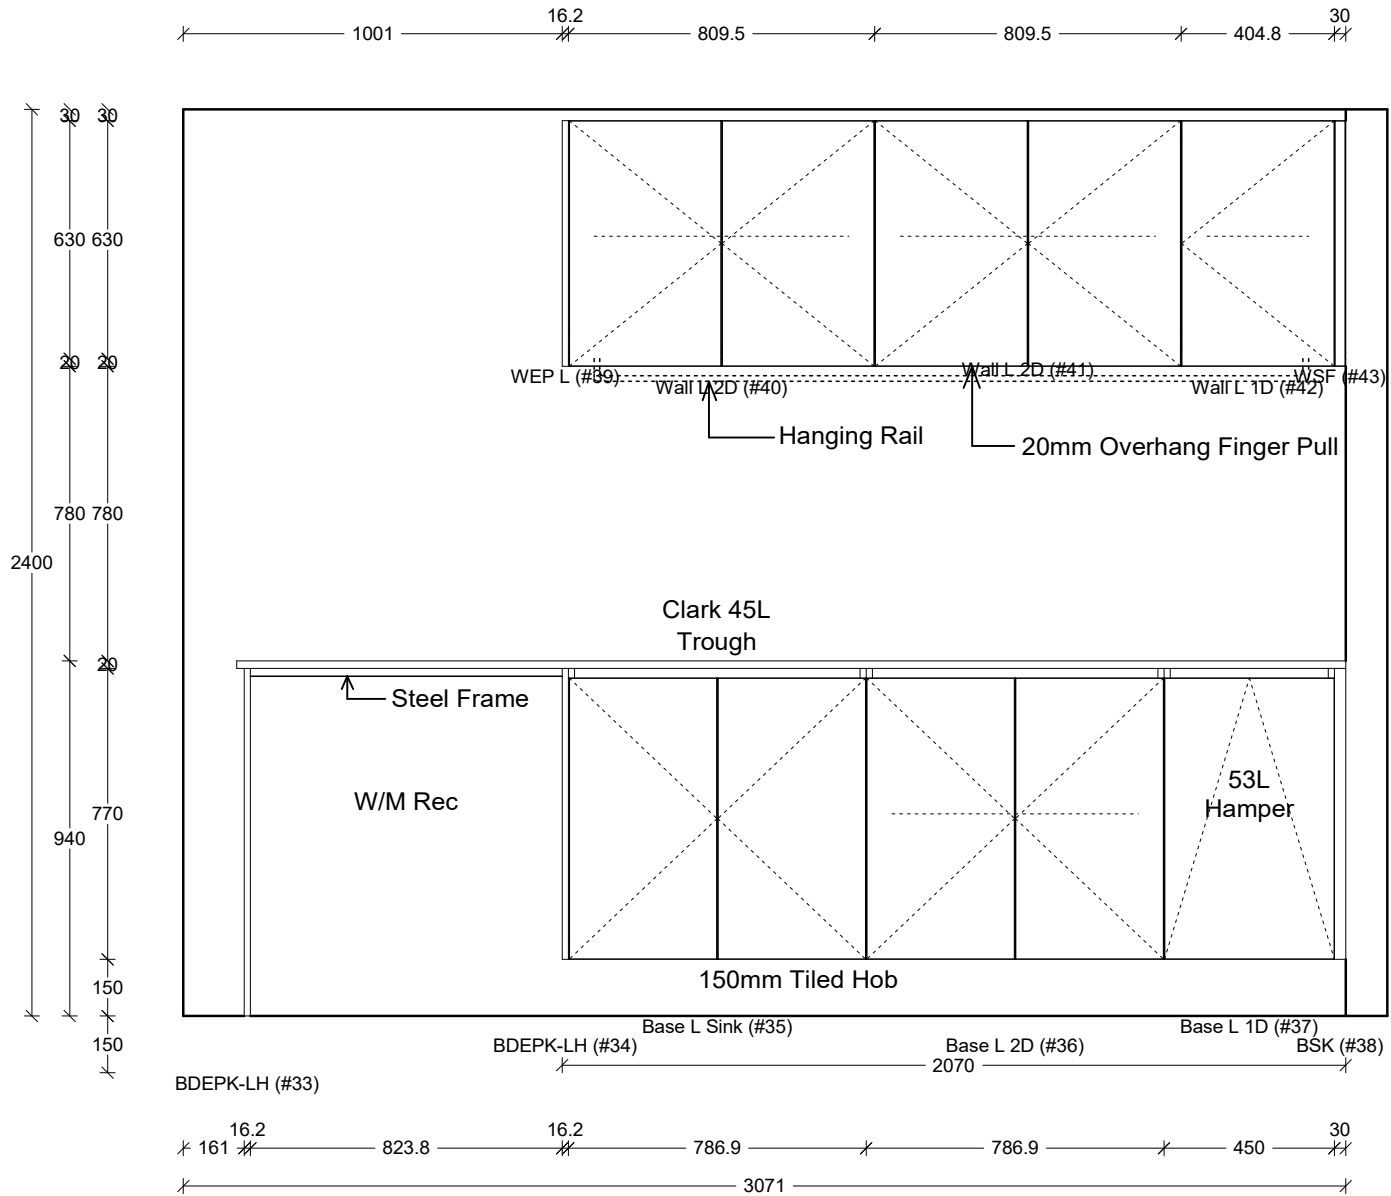 16.2
30
1001
809.5
809.5
404.8
30
30
630
630
20
20
WEP L (#39)
Wall L 2D (#41)
WSF (#43)
Wall L 2D (#40)
Wall L 1D (#42)
Hanging Rail
20mm Overhang Finger Pull
780
780
2400
Clark 45L
Trough
20
Steel Frame
53L
Hamper
W/M Rec
770
940
150mm Tiled Hob
150
Base L Sink (#35)
Base L 1D (#37)
150
BDEPK-LH (#34)
Base L 2D (#36)
BSK (#38)
2070
BDEPK-LH (#33)
16.2
16.2
30
161
823.8
786.9
786.9
450
3071